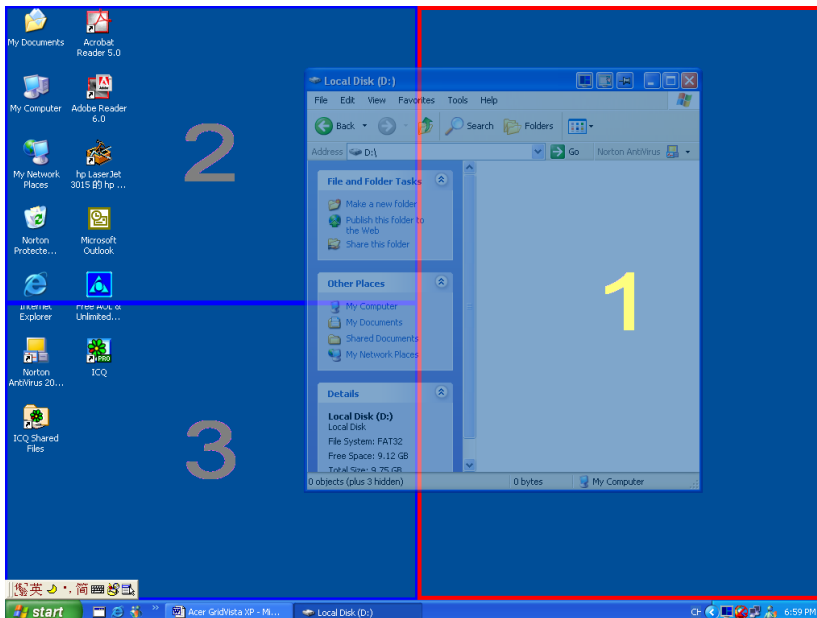 My Documents
Acrobat
Reader 5.0
My Computer
Adobe Reader
6.0
My Network
Places
hp LaserJet
3015 的 hp ...
Norton
Protecte...
Microsoft
Outlook
Internet
Explorer
Free AOL &
Unlimited...
Norton
AntiVirus 20...
ICQ
ICQ Shared
Files
2
3
1
Local Disk (D:)
File Edit View Favorites Tools Help
Back Search Folders
Address D:\ Go Norton AntiVirus
File and Folder Tasks
Make a new folder
Publish this folder to
the Web
Share this folder
Other Places
My Computer
My Documents
Shared Documents
My Network Places
Details
Local Disk (D:)
Local Disk
File System: FAT32
Free Space: 9.12 GB
Total Size: 9.75 GB
0 objects (plus 3 hidden) 0 bytes My Computer
英 简
start Acer GridVista XP - Mi... Local Disk (D:) CH 6:59 PM